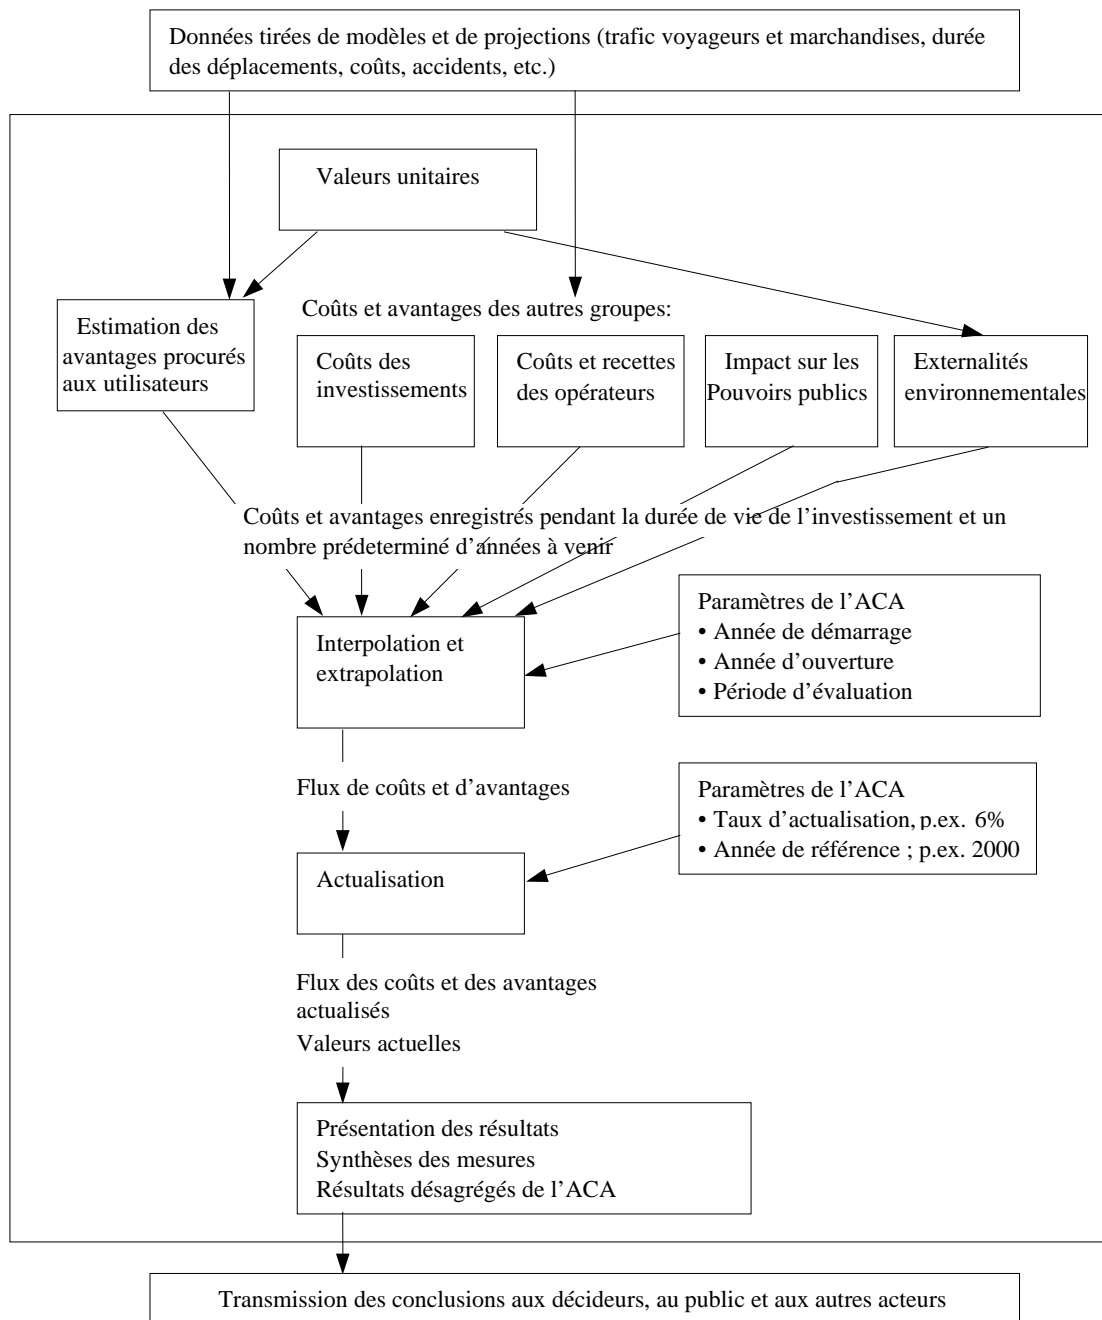 Données tirées de modèles et de projections (trafic voyageurs et marchandises, durée
des déplacements, coûts, accidents, etc.)
Valeurs unitaires
Estimation des
avantages procurés
aux utilisateurs
Coûts et avantages des autres groupes:
Coûts des
investissements
Coûts et recettes
des opérateurs
Impact sur les
Pouvoirs publics
Externalités
environnementales
Coûts et avantages enregistrés pendant la durée de vie de l’investissement et un
nombre prédeterminé d’années à venir
Interpolation et
extrapolation
Paramètres de l’ACA
• Année de démarrage
• Année d’ouverture
• Période d’évaluation
Flux de coûts et d’avantages
Paramètres de l’ACA
• Taux d’actualisation, p.ex. 6%
• Année de référence ; p.ex. 2000
Actualisation
Flux des coûts et des avantages
actualisés
Valeurs actuelles
Présentation des résultats
Synthèses des mesures
Résultats désagrégés de l’ACA
Transmission des conclusions aux décideurs, au public et aux autres acteurs